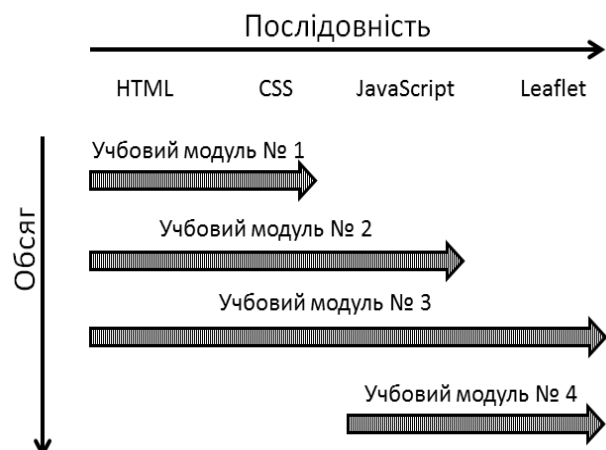 Послідовність
HTML CSS JavaScript Leaflet
Обсяг
Учбовий модуль № 1
Учбовий модуль № 2
Учбовий модуль № 3
Учбовий модуль № 4